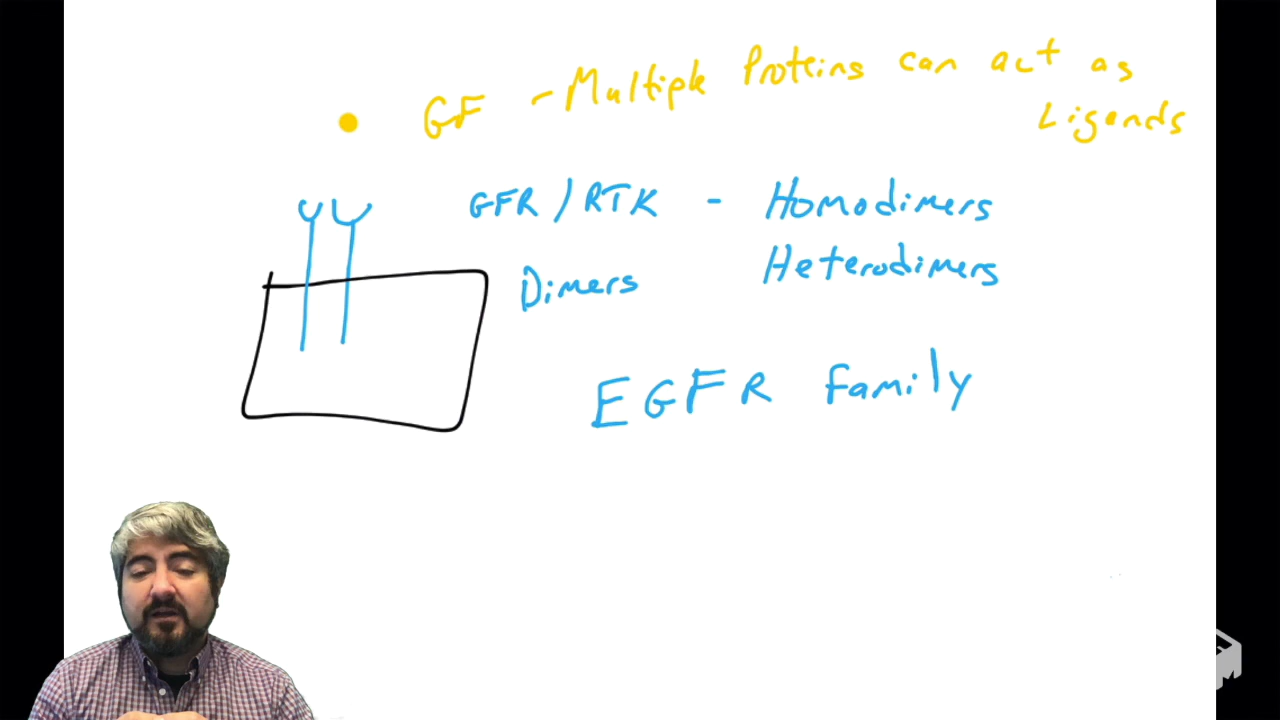 GF - Multiple Proteins can act as
Ligands
GFR/RTK - Homodimers
Dimers Heterodimers
EGFR Family